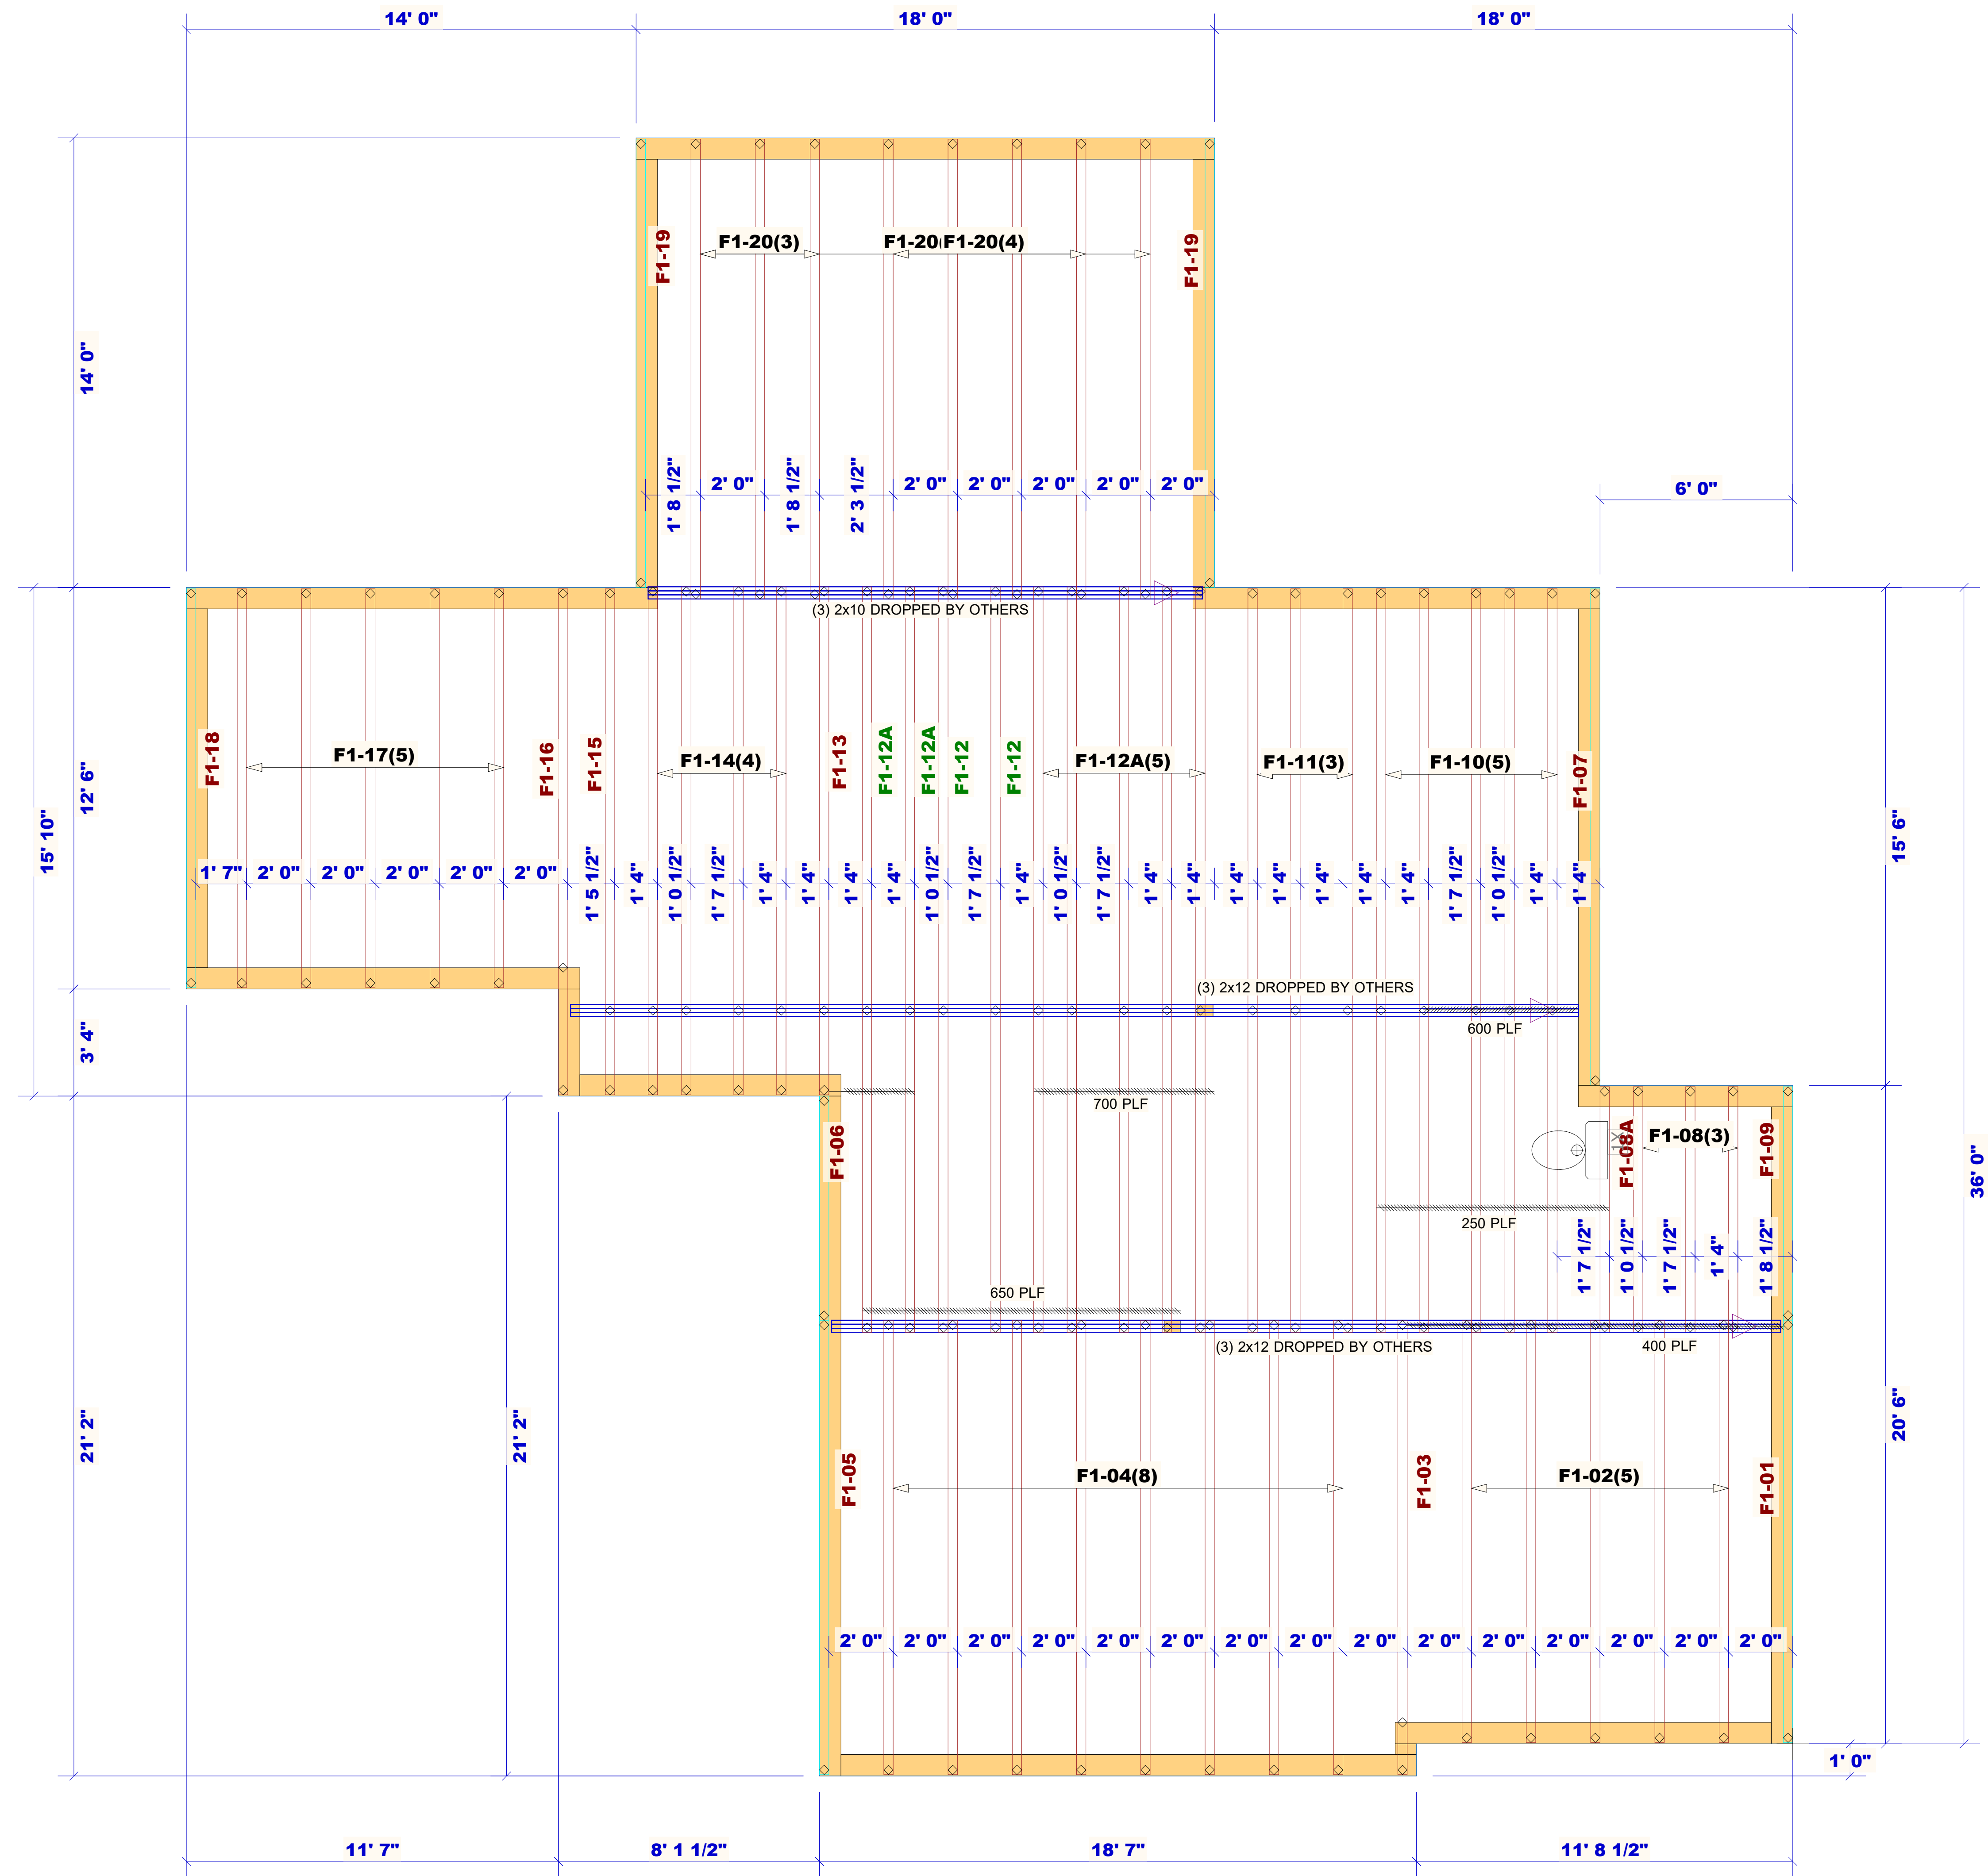 14' 0" 18' 0" 18' 0"
F1-20(3) F1-20( F1-20(4)
F1-19 F1-19
14' 0"
1' 8 1/2" 2' 0" 1' 8 1/2" 2' 3 1/2" 2' 0" 2' 0" 2' 0" 2' 0" 2' 0"
6' 0"
(3) 2x10 DROPPED BY OTHERS
F1-18 F1-17(5) F1-16 F1-15 F1-14(4) F1-13 F1-12A F1-12A F1-12 F1-12 F1-12A(5) F1-11(3) F1-10(5) F1-07
15' 10" 12' 6" 15' 6"
1' 7" 2' 0" 2' 0" 2' 0" 2' 0" 2' 0" 1' 5 1/2" 1' 4" 1' 0 1/2" 1' 7 1/2" 1' 4" 1' 4" 1' 4" 1' 4" 1' 0 1/2" 1' 7 1/2" 1' 4" 1' 0 1/2" 1' 7 1/2" 1' 4" 1' 4" 1' 4" 1' 4" 1' 4" 1' 4" 1' 4" 1' 7 1/2" 1' 0 1/2" 1' 4" 1' 4"
(3) 2x12 DROPPED BY OTHERS
600 PLF
3' 4"
700 PLF
F1-06 1X F1-08A F1-08(3) F1-09
36' 0"
250 PLF
1' 7 1/2" 1' 0 1/2" 1' 7 1/2" 1' 4" 1' 8 1/2"
650 PLF
(3) 2x12 DROPPED BY OTHERS
400 PLF
21' 2" 21' 2" 20' 6"
F1-05 F1-04(8) F1-03 F1-02(5) F1-01
2' 0" 2' 0" 2' 0" 2' 0" 2' 0" 2' 0" 2' 0" 2' 0" 2' 0" 2' 0" 2' 0" 2' 0" 2' 0" 2' 0" 2' 0"
1' 0"
11' 7" 8' 1 1/2" 18' 7" 11' 8 1/2"